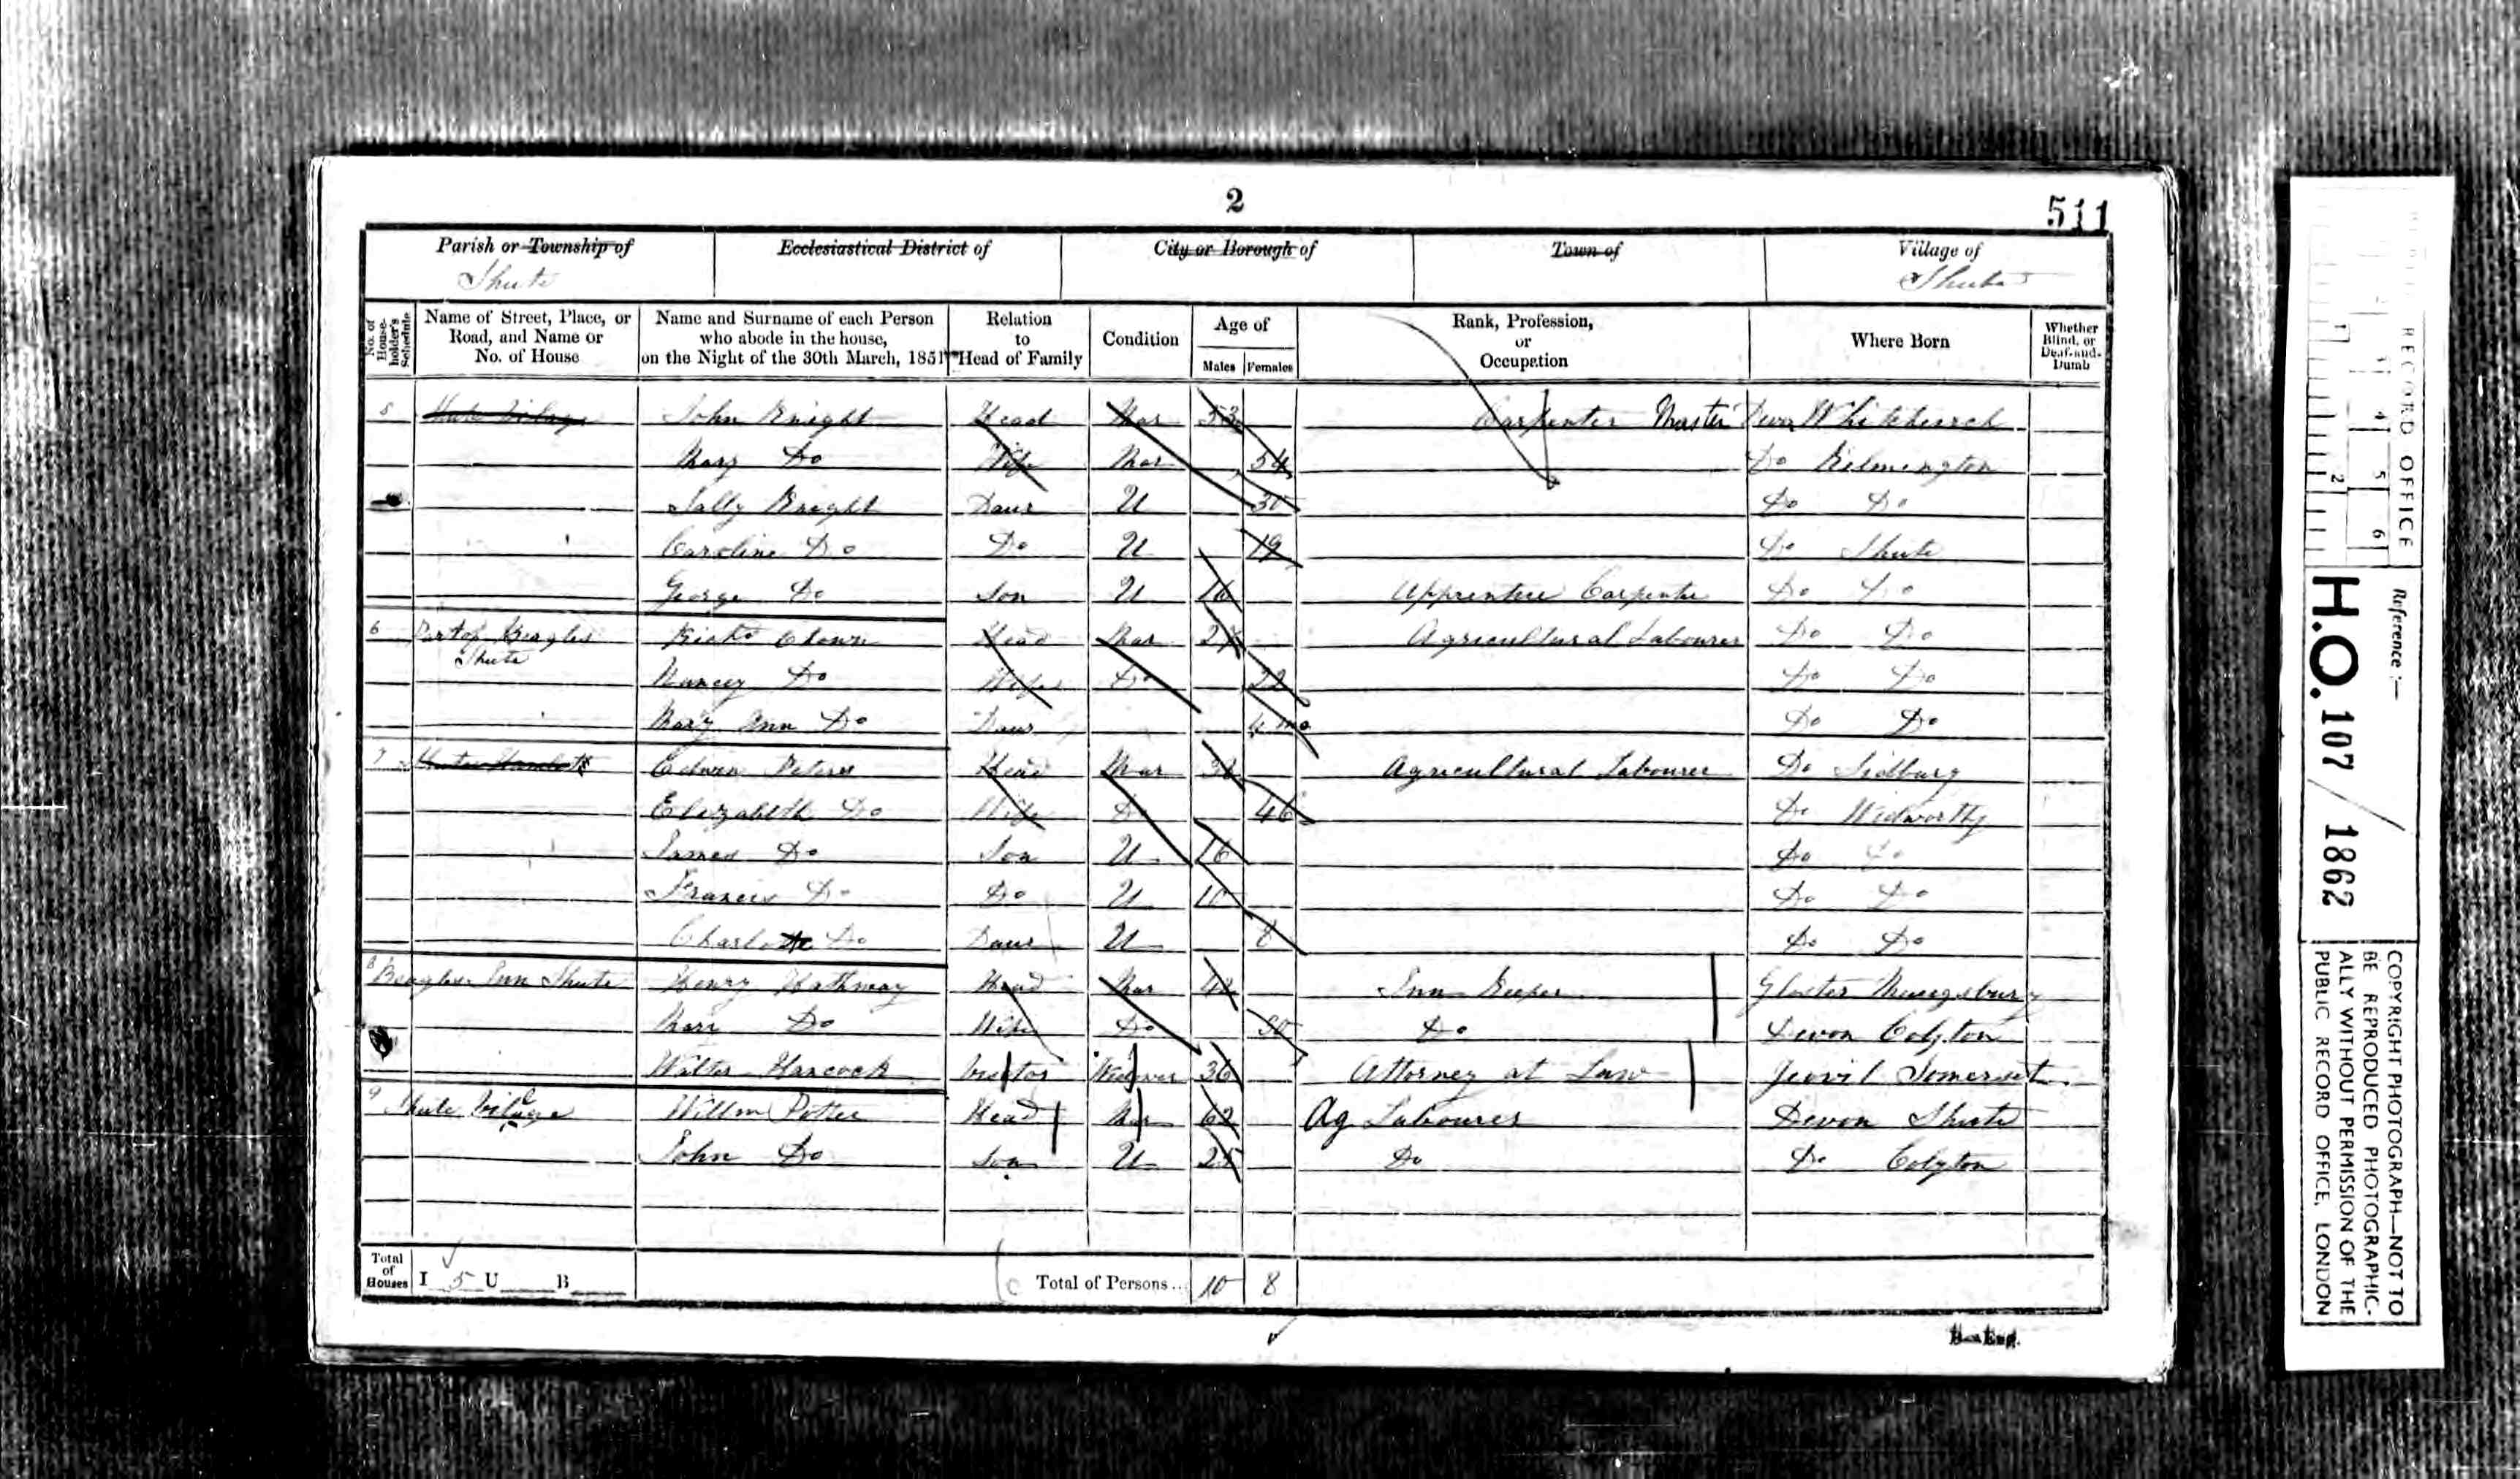 2
511
Parish or Township of Ecclesiastical District of City or Borough of Town of Village of
Shute Shute
No. of House-holder's Schedule Name of Street, Place, or Road, and Name or No. of House Name and Surname of each Person who abode in the house, on the Night of the 30th March, 1851 Relation to Head of Family Condition Age of Males Females Rank, Profession, or Occupation Where Born Whether Blind, or Deaf-and-Dumb
5 Shute Village John Knight Head Mar 53 Carpenter Master Devon Whitchurch
Mary Do Wife Mar 54 Do Kilmington
Sally Knight Daur U 30 Do Do
Caroline Do Do U 19 Do Shute
George Do Son U 16 Apprentice Carpenter Do Do
6 Part of Beagles Richd Clown Head Mar 27 Agricultural Labourer Do Do
Shute
Nancy Do Wife Do 22 Do Do
Mary Ann Do Daur mo Do Do
7 Edwin Peters Head Mar Agricultural Labourer Do Sidbury
Elizabeth Do Wife Do 46 Do Widworthy
James Do Son U 16 Do Do
Francis Do Do U 10 Do Do
Charlotte Do Daur U 8 Do Do
8 Beagles Inn Shute Henry Hathway Head Mar 42 Inn Keeper Gloster
Mary Do Wife Do 50 Do Devon Colyton
Walter Hancock Visitor Widower 36 Attorney at Law Yeovil Somerset
9 Shute Village Willm Potter Head Mar 62 Ag Labourer Devon Shute
John Do Son U 25 Do Do Colyton
Total of Houses I 5 U B Total of Persons... 10 8
RECORD OFFICE
1 2 4 5 6
Reference:—
H.O. 107 / 1862
COPYRIGHT PHOTOGRAPH—NOT TO
BE REPRODUCED PHOTOGRAPHIC-
ALLY WITHOUT PERMISSION OF THE
PUBLIC RECORD OFFICE, LONDON